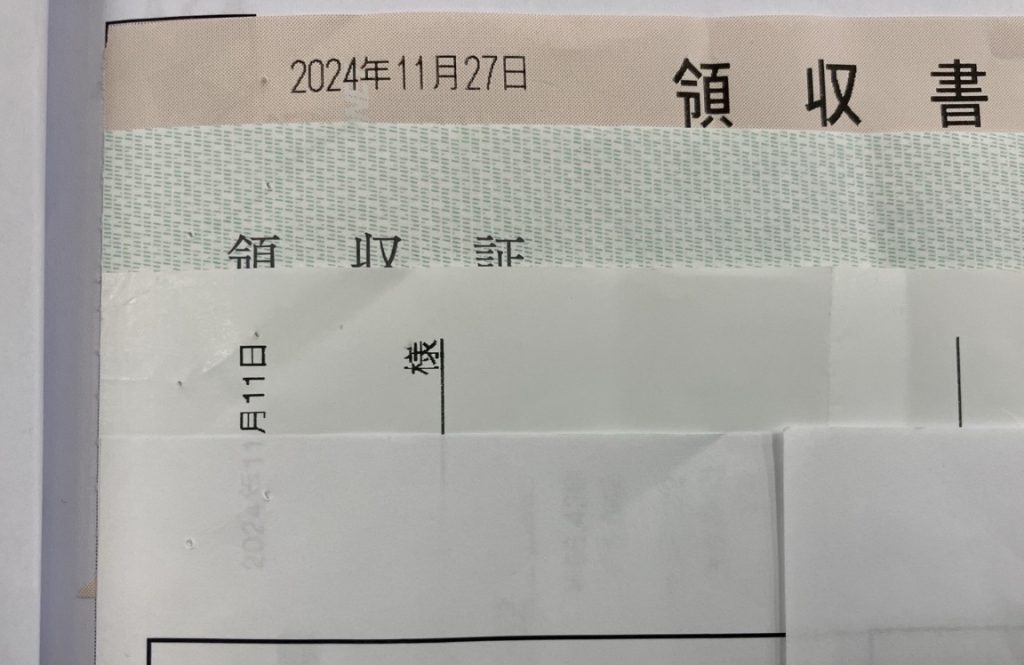 2024年11月27日
領収書
領収証
月11日
様